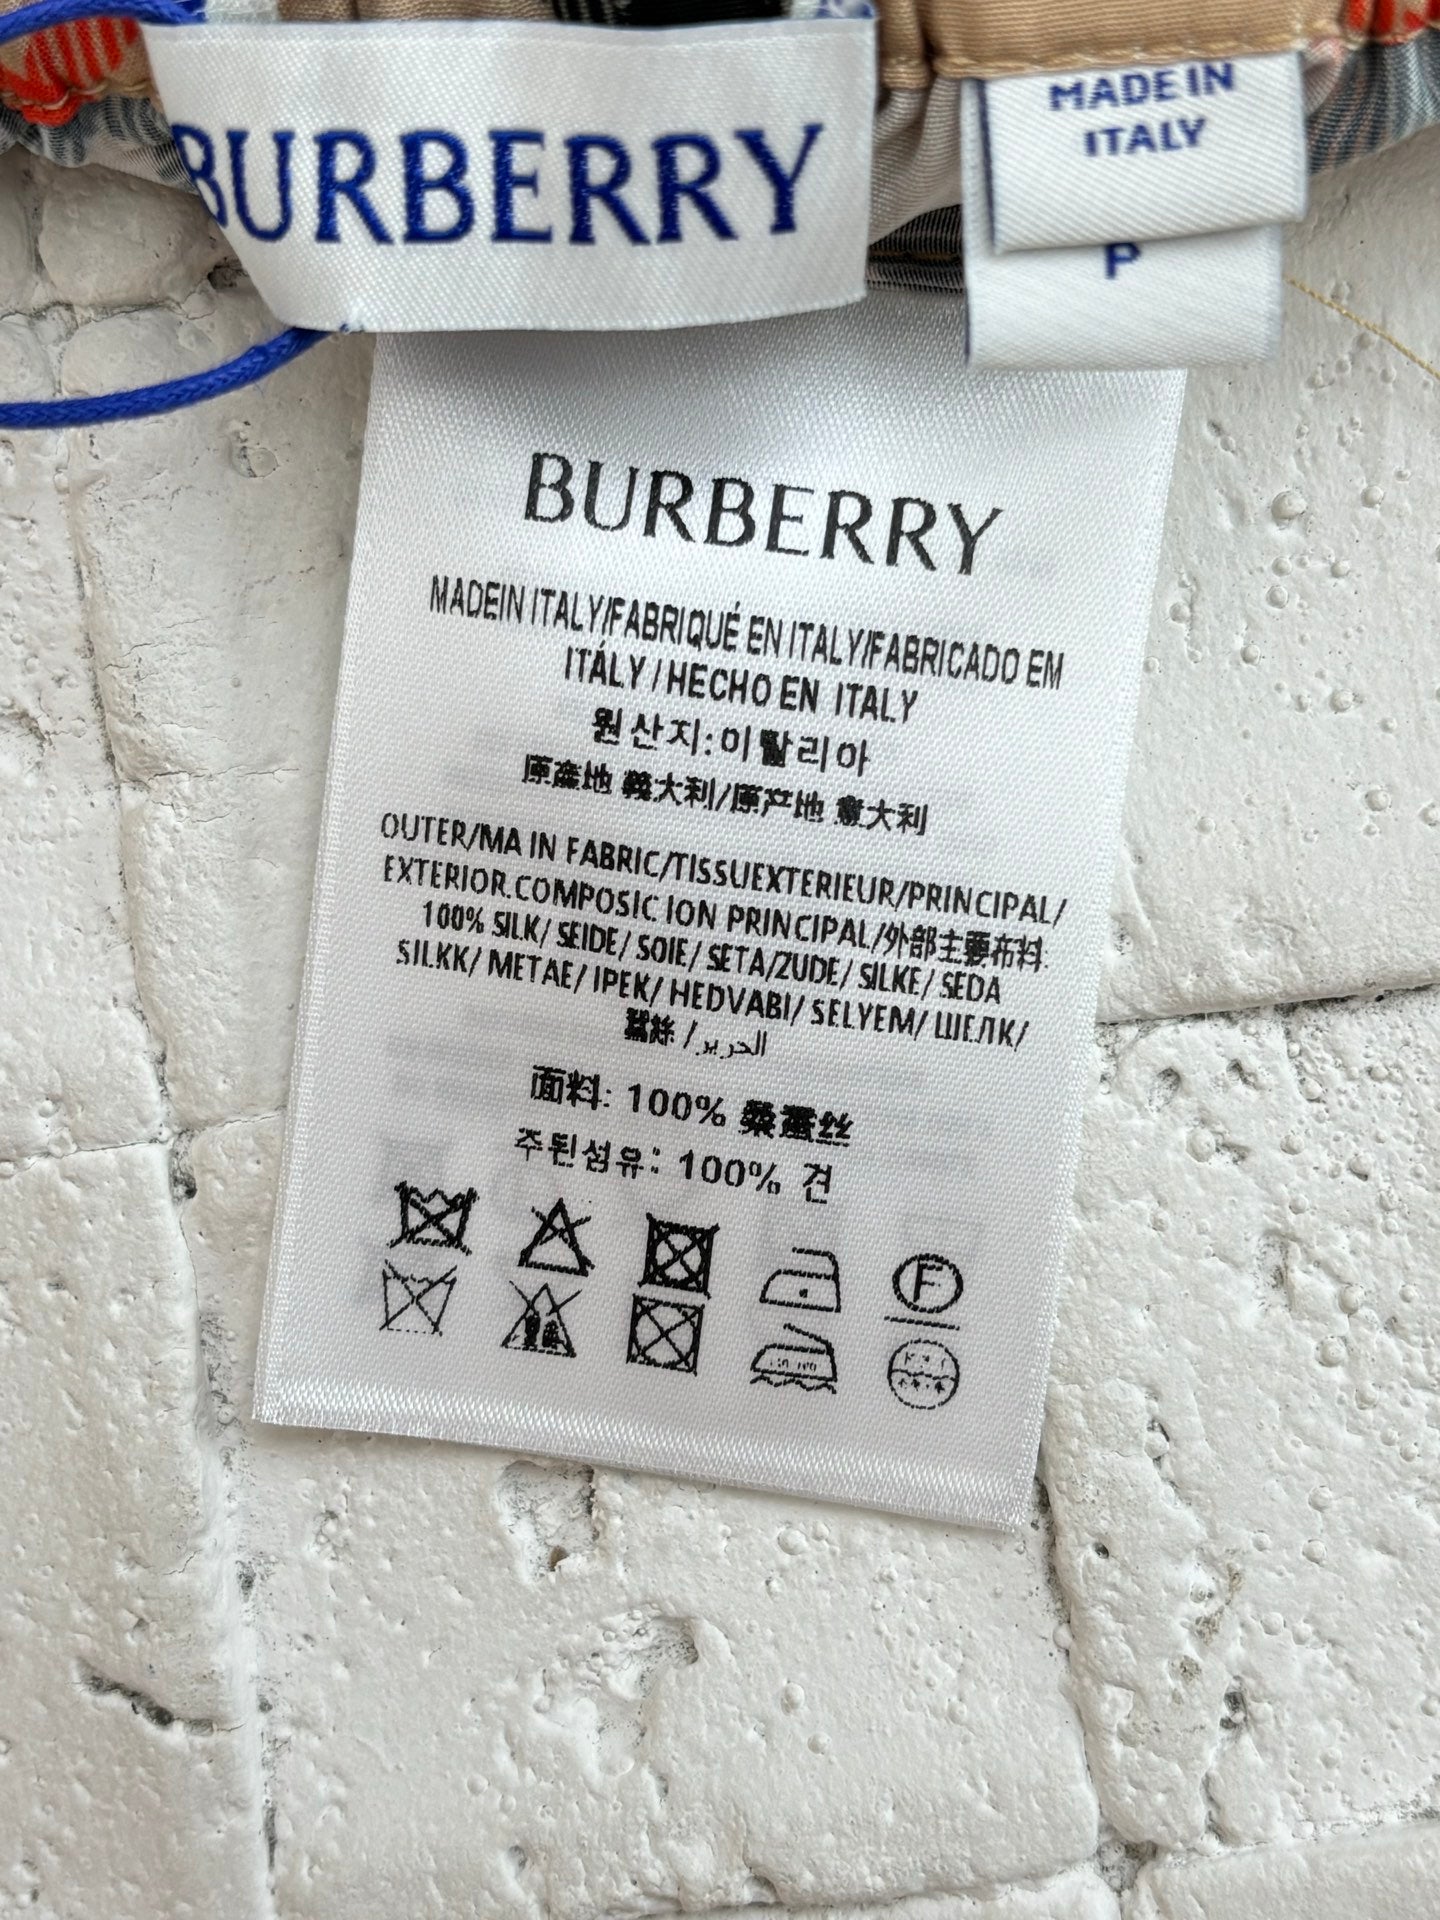 BURBERRY
MADE IN
ITALY
P
BURBERRY
MADEIN ITALY/FABRIQUÉ EN ITALY/FABRICADO EM
ITÁLY / HECHO EN ITALY
원산지:이탈리아
原產地 義大利/原产地 意大利
OUTER/MA IN FABRIC/TISSUEXTERIEUR/PRINCIPAL/
EXTERIOR.COMPOSIC ION PRINCIPAL/外部主要布料.
100% SILK/ SEIDE/ SOIE/ SETA/ZUDE/ SILKE/ SEDA
SILKK/ METAE/ IPEK/ HEDVABI/ SELYEM/ ШЕЛК/
الحرير /
面料: 100% 桑蚕丝
주된섬유: 100% 견
F